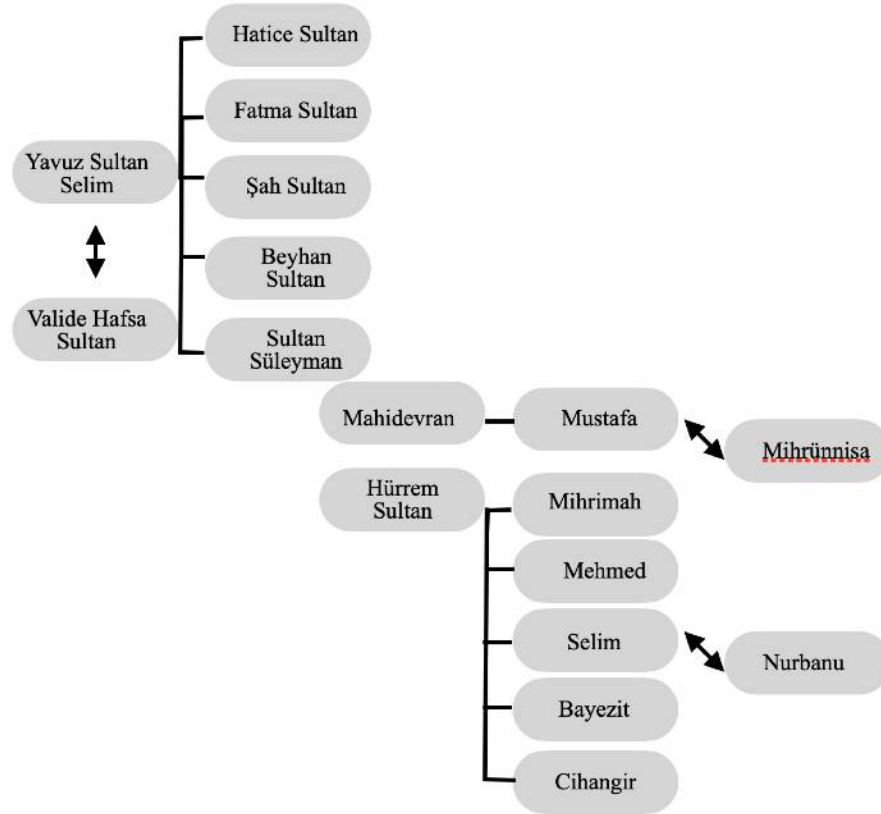 Hatice Sultan
Fatma Sultan
Yavuz Sultan
Selim
Şah Sultan
Beyhan
Sultan
Valide Hafsa
Sultan
Sultan
Süleyman
Mahidevran
Mustafa
Mihrünnisa
Hürrem
Sultan
Mihrimah
Mehmed
Selim
Nurbanu
Bayezit
Cihangir